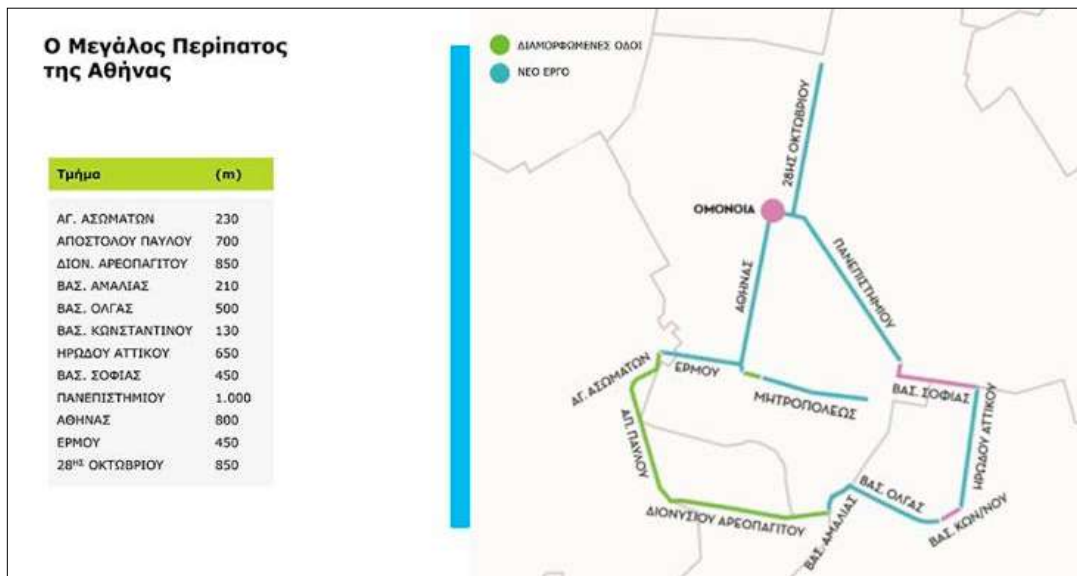 Ο Μεγάλος Περίπατος
της Αθήνας
Τμήμα (m)
ΑΓ. ΑΣΩΜΑΤΩΝ 230
ΑΠΟΣΤΟΛΟΥ ΠΑΥΛΟΥ 700
ΔΙΟΝ. ΑΡΕΟΠΑΓΙΤΟΥ 850
ΒΑΣ. ΑΜΑΛΙΑΣ 210
ΒΑΣ. ΟΛΓΑΣ 500
ΒΑΣ. ΚΩΝΣΤΑΝΤΙΝΟΥ 130
ΗΡΩΔΟΥ ΑΤΤΙΚΟΥ 650
ΒΑΣ. ΣΟΦΙΑΣ 450
ΠΑΝΕΠΙΣΤΗΜΙΟΥ 1.000
ΑΘΗΝΑΣ 800
ΕΡΜΟΥ 450
28ΗΣ ΟΚΤΩΒΡΙΟΥ 850
ΔΙΑΜΟΡΦΩΜΕΝΕΣ ΟΔΟΙ
ΝΕΟ ΕΡΓΟ
28ΗΣ ΟΚΤΩΒΡΙΟΥ
ΟΜΟΝΟΙΑ
ΠΑΝΕΠΙΣΤΗΜΙΟΥ
ΑΘΗΝΑΣ
ΑΓ. ΑΣΩΜΑΤΩΝ
ΕΡΜΟΥ
ΜΗΤΡΟΠΟΛΕΩΣ
ΒΑΣ. ΣΟΦΙΑΣ
ΗΡΩΔΟΥ ΑΤΤΙΚΟΥ
ΑΠ. ΠΑΥΛΟΥ
ΔΙΟΝΥΣΙΟΥ ΑΡΕΟΠΑΓΙΤΟΥ
ΒΑΣ. ΑΜΑΛΙΑΣ
ΒΑΣ. ΟΛΓΑΣ
ΒΑΣ. ΚΩΝ/ΝΟΥ